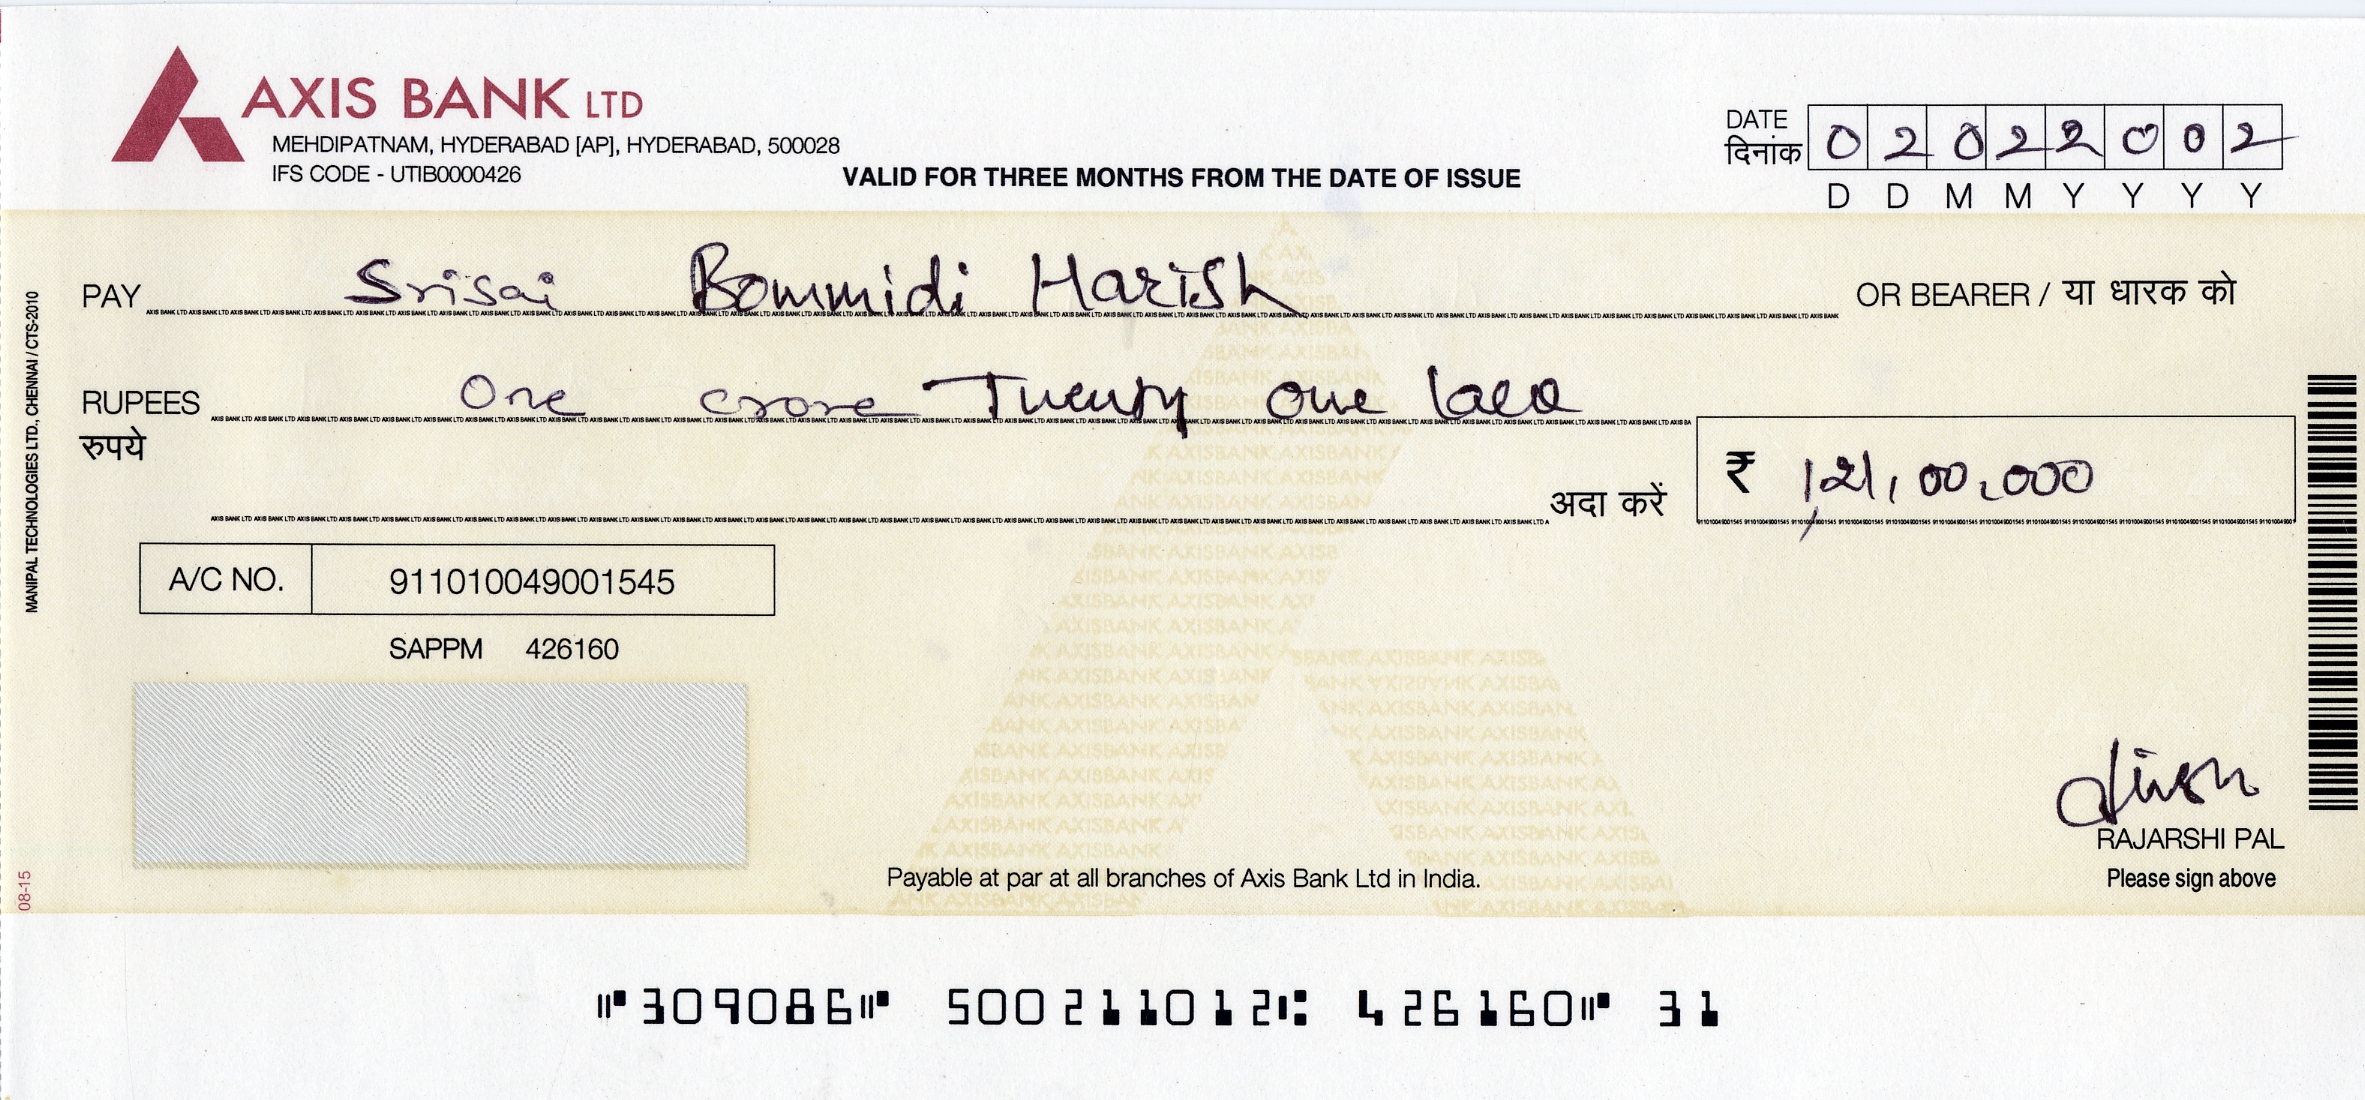 AXIS BANK LTD
MEHDIPATNAM, HYDERABAD [AP], HYDERABAD, 500028
IFS CODE - UTIB0000426
VALID FOR THREE MONTHS FROM THE DATE OF ISSUE
DATE
दिनांक
0 2 0 2 2 0 0 2
D D M M Y Y Y Y
PAY Srisai Bommidi Harish OR BEARER / या धारक को
RUPEES One crore Twenty one
रुपये
अदा करें ₹ 1,21,00,000
A/C NO. 911010049001545
SAPPM 426160
VOID
RAJARSHI PAL
Payable at par at all branches of Axis Bank Ltd in India.
Please sign above
MANIPAL TECHNOLOGIES LTD., CHENNAI / CTS-2010
08-15
⑈309086⑈ 500211012⑆ 426160⑈ 31